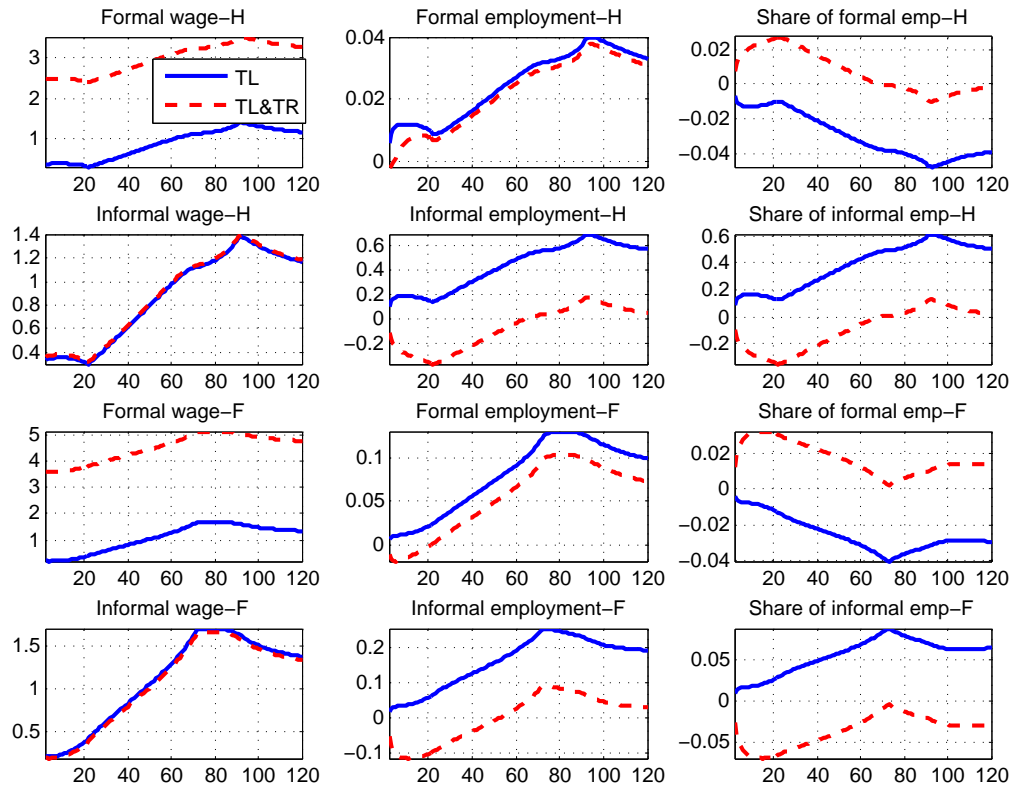 Formal wage−H
3
2
1
TL
TL&TR
20 40 60 80 100 120
Formal employment−H
0.04
0.02
0
20 40 60 80 100 120
Share of formal emp−H
0.02
0
−0.02
−0.04
20 40 60 80 100 120
Informal wage−H
1.4
1.2
1
0.8
0.6
0.4
20 40 60 80 100 120
Informal employment−H
0.6
0.4
0.2
0
−0.2
20 40 60 80 100 120
Share of informal emp−H
0.6
0.4
0.2
0
−0.2
20 40 60 80 100 120
Formal wage−F
5
4
3
2
1
20 40 60 80 100 120
Formal employment−F
0.1
0.05
0
20 40 60 80 100 120
Share of formal emp−F
0.02
0
−0.02
−0.04
20 40 60 80 100 120
Informal wage−F
1.5
1
0.5
20 40 60 80 100 120
Informal employment−F
0.2
0.1
0
−0.1
20 40 60 80 100 120
Share of informal emp−F
0.05
0
−0.05
20 40 60 80 100 120